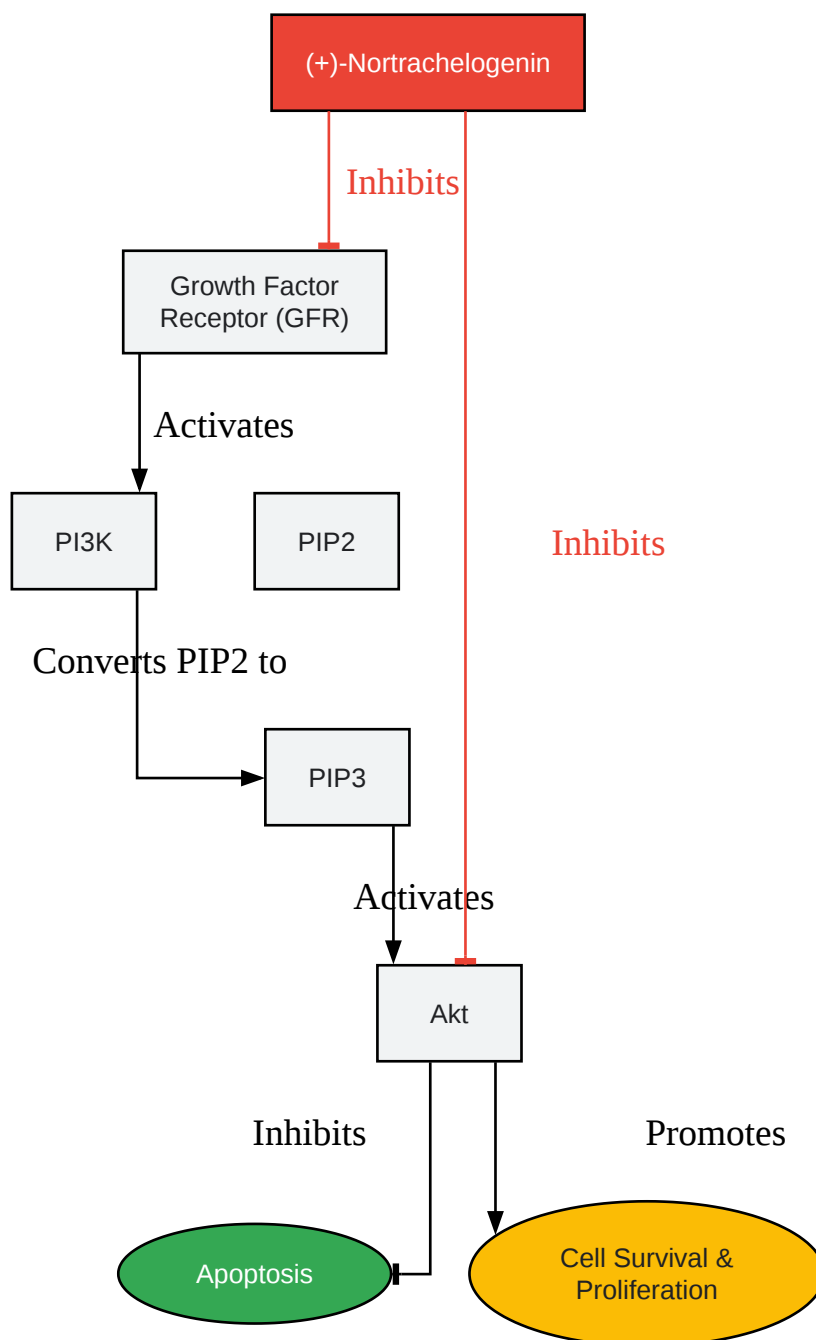 (+)-Nortrachelogenin
Inhibits
Growth Factor
Receptor (GFR)
Activates
PI3K
PIP2
Inhibits
Converts PIP2 to
PIP3
Activates
Akt
Inhibits
Promotes
Apoptosis
Cell Survival &
Proliferation